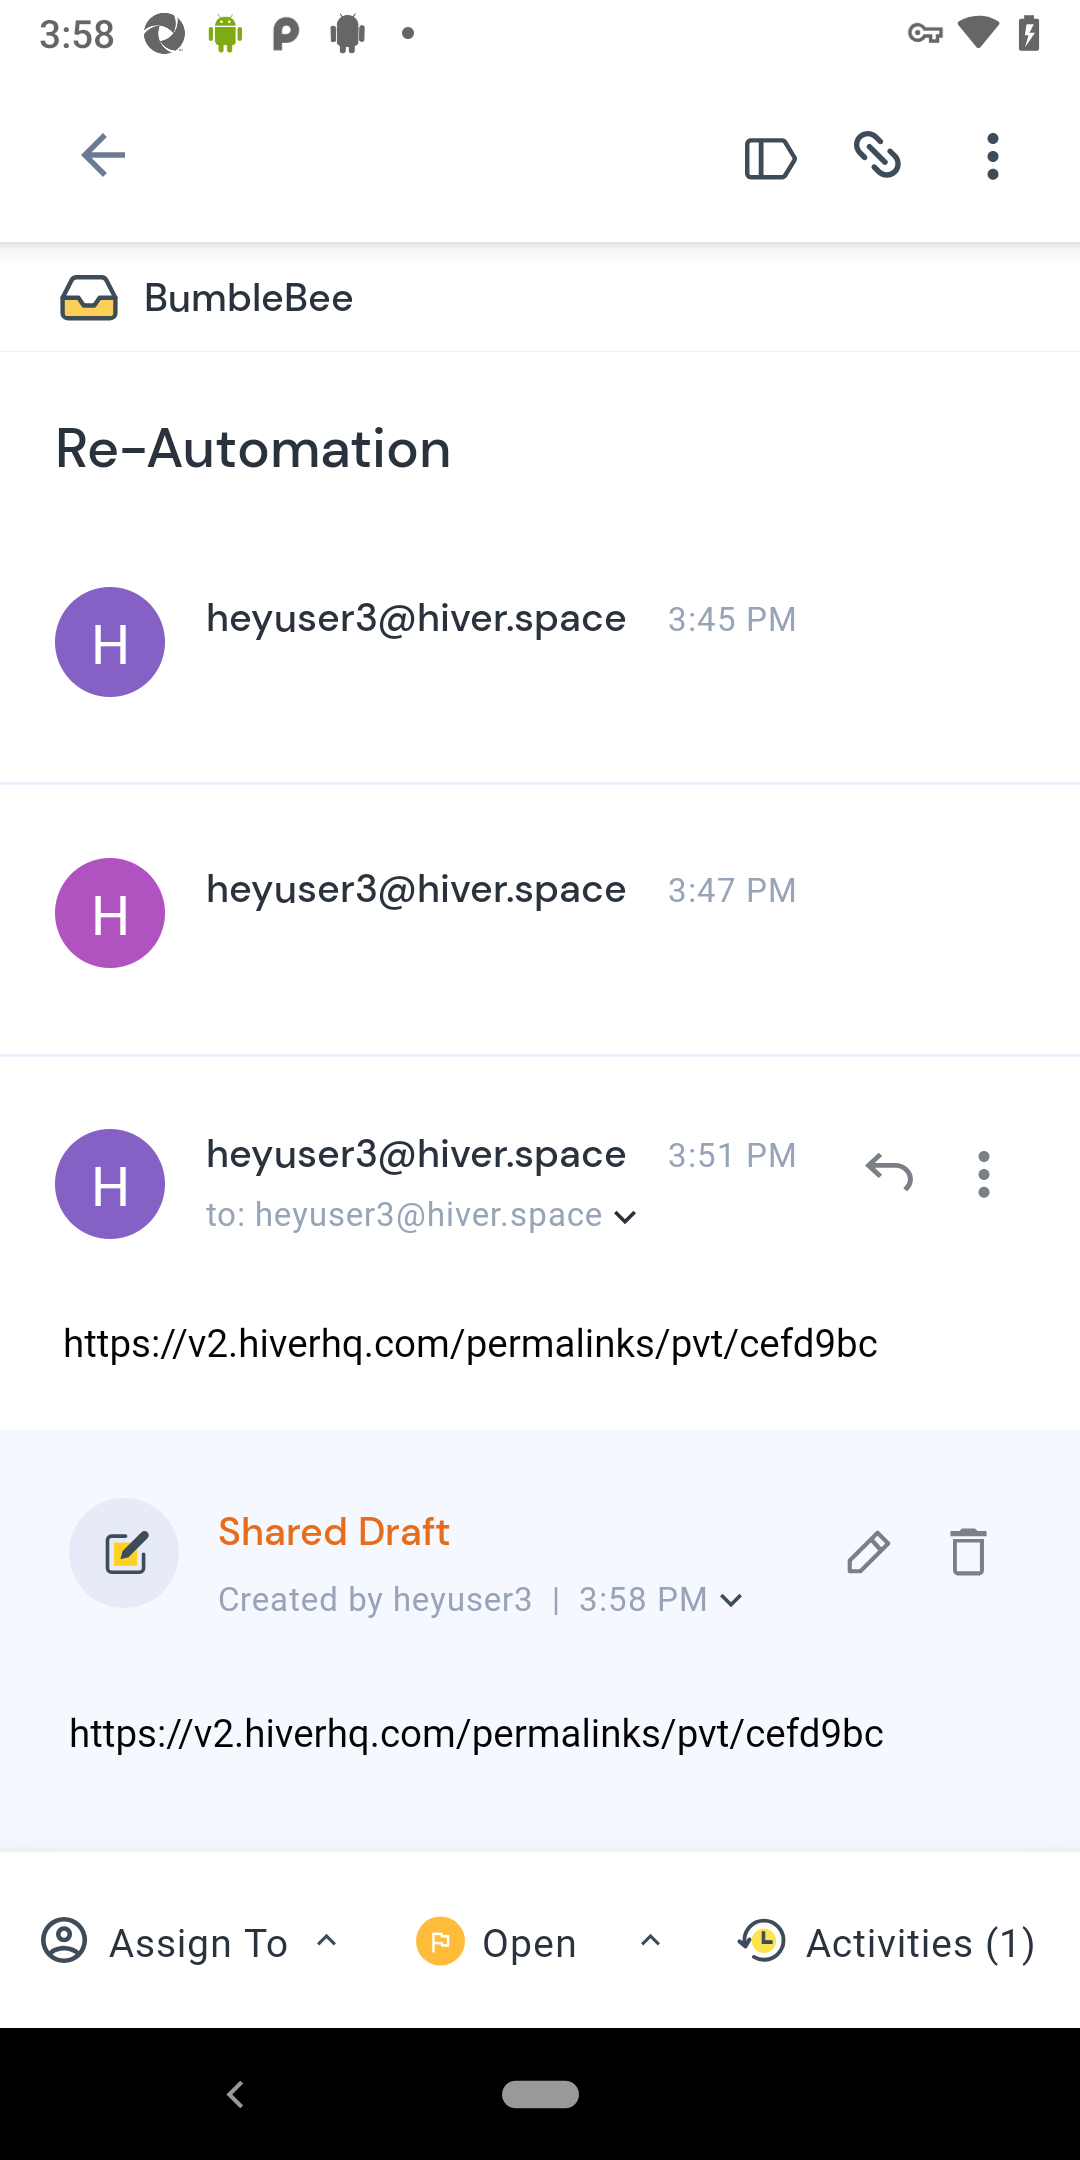 3:58
BumbleBee
Re-Automation
H
heyuser3@hiver.space 3:45 PM
H
heyuser3@hiver.space 3:47 PM
H
heyuser3@hiver.space 3:51 PM
to: heyuser3@hiver.space
https://v2.hiverhq.com/permalinks/pvt/cefd9bc
Shared Draft
Created by heyuser3 | 3:58 PM
https://v2.hiverhq.com/permalinks/pvt/cefd9bc
Assign To Open Activities (1)